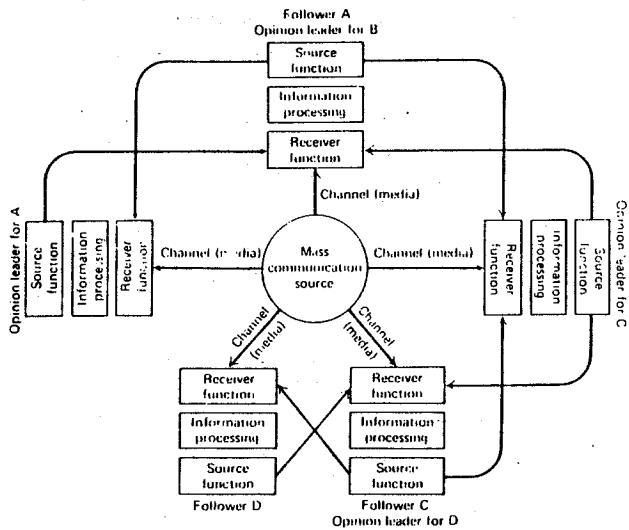 Follower A
Opinion leader for B
Source
function
Information
processing
Receiver
function
Channel (media)
Opinion leader for A
Source
function
Information
processing
Receiver
function
Channel (media)
Mass
communication
source
Channel (media)
Receiver
function
Information
processing
Source
function
Opinion leader for C
Channel
(media)
Channel
(media)
Receiver
function
Information
processing
Source
function
Follower D
Receiver
function
Information
processing
Source
function
Follower C
Opinion leader for D